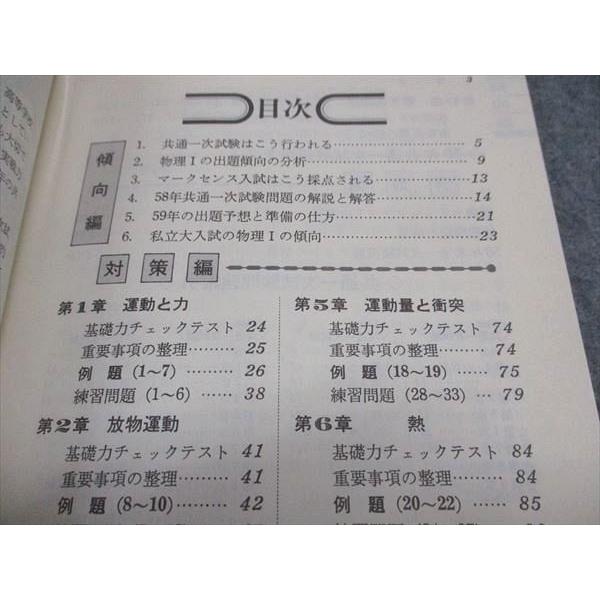 3
目次
傾向編
1. 共通一次試験はこう行われる 5
2. 物理Ⅰの出題傾向の分析 9
3. マークセンス入試はこう採点される 13
4. 58年共通一次試験問題の解説と解答 14
5. 59年の出題予想と準備の仕方 21
6. 私立大入試の物理Ⅰの傾向 23
対策編
第1章 運動と力
基礎力チェックテスト 24
重要事項の整理 25
例題 (1〜7) 26
練習問題 (1〜6) 38
第2章 放物運動
基礎力チェックテスト 41
重要事項の整理 41
例題 (8〜10) 42
第5章 運動量と衝突
基礎力チェックテスト 74
重要事項の整理 74
例題 (18〜19) 75
練習問題 (28〜33) 79
第6章 熱
基礎力チェックテスト 84
重要事項の整理 84
例題 (20〜22) 85